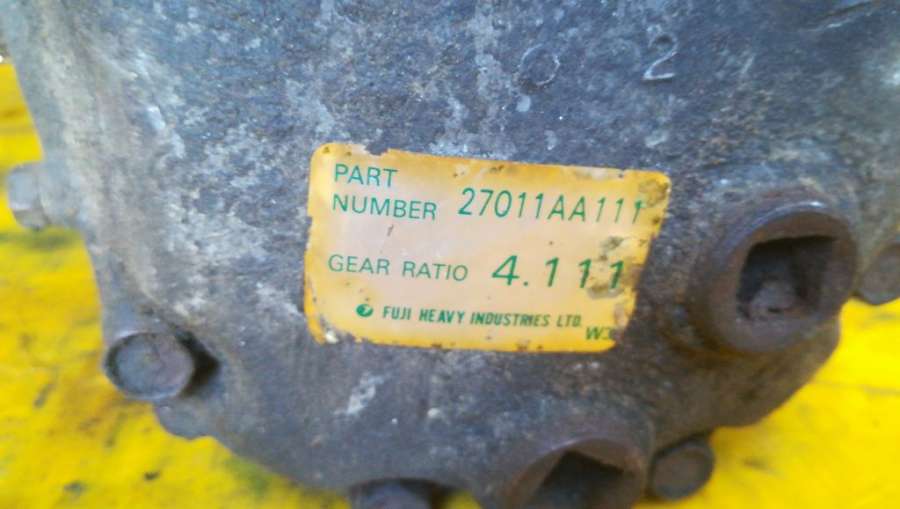 O 2
PART
NUMBER 27011AA111
GEAR RATIO 4.111
FUJI HEAVY INDUSTRIES LTD.